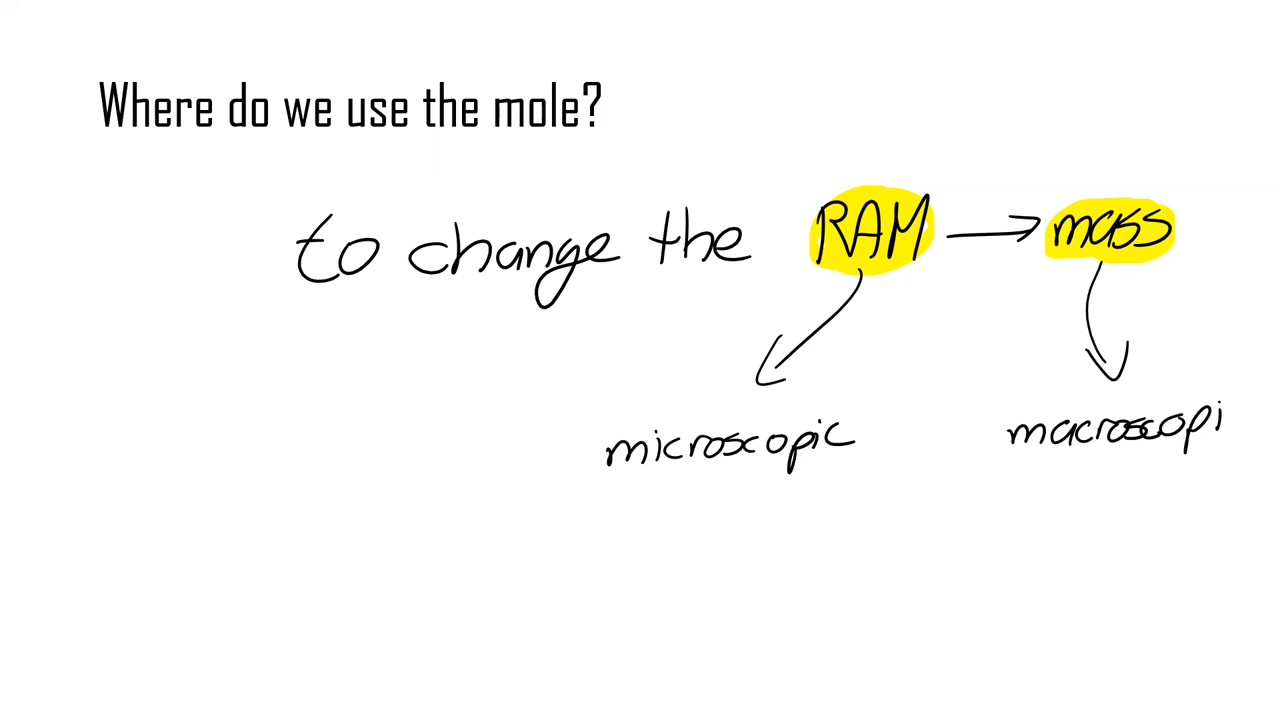 Where do we use the mole?
to change the RAM → mass
microscopic macroscopi